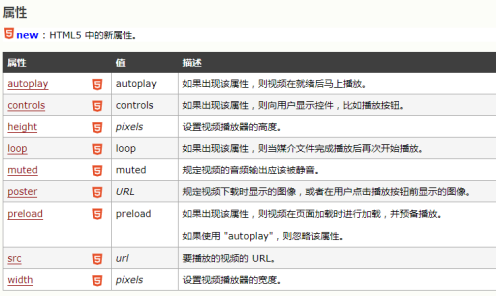 属性
new : HTML5 中的新属性。
属性 值 描述
autoplay autoplay 如果出现该属性，则视频在就绪后马上播放。
controls controls 如果出现该属性，则向用户显示控件，比如播放按钮。
height pixels 设置视频播放器的高度。
loop loop 如果出现该属性，则当媒介文件完成播放后再次开始播放。
muted muted 规定视频的音频输出应该被静音。
poster URL 规定视频下载时显示的图像，或者在用户点击播放按钮前显示的图像。
preload preload 如果出现该属性，则视频在页面加载时进行加载，并预备播放。
如果使用 "autoplay"，则忽略该属性。
src url 要播放的视频的 URL。
width pixels 设置视频播放器的宽度。